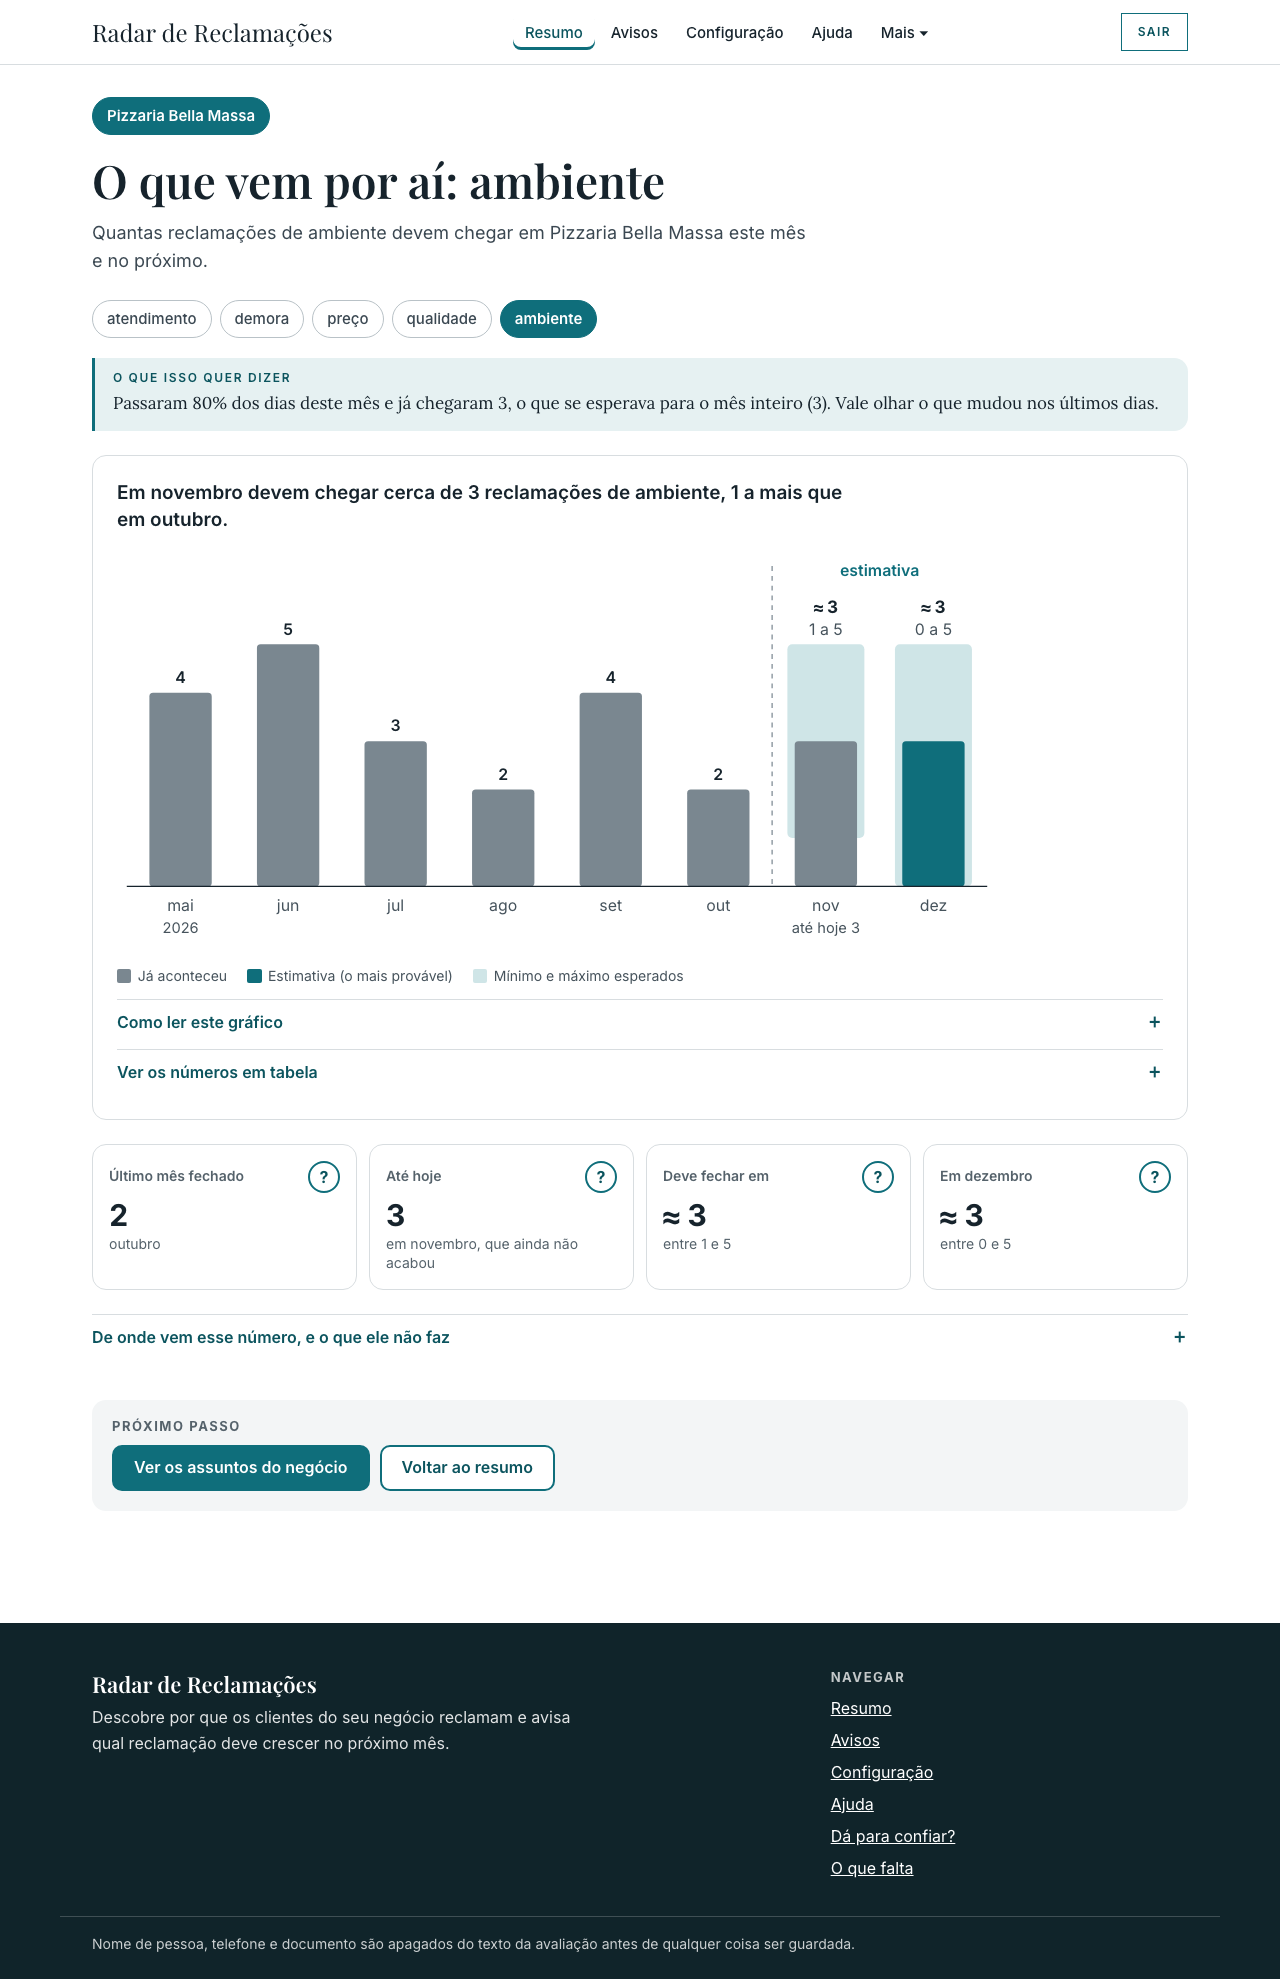 Radar de Reclamações
Resumo
Avisos
Configuração
Ajuda
Mais
SAIR
Pizzaria Bella Massa
O que vem por aí: ambiente
Quantas reclamações de ambiente devem chegar em Pizzaria Bella Massa este mês
e no próximo.
atendimento
demora
preço
qualidade
ambiente
O QUE ISSO QUER DIZER
Passaram 80% dos dias deste mês e já chegaram 3, o que se esperava para o mês inteiro (3). Vale olhar o que mudou nos últimos dias.
Em novembro devem chegar cerca de 3 reclamações de ambiente, 1 a mais que
em outubro.
estimativa
4
5
3
2
4
2
≈ 3
1 a 5
≈ 3
0 a 5
mai
2026
jun
jul
ago
set
out
nov
até hoje 3
dez
Já aconteceu
Estimativa (o mais provável)
Mínimo e máximo esperados
Como ler este gráfico
+
Ver os números em tabela
+
Último mês fechado
?
2
outubro
Até hoje
?
3
em novembro, que ainda não
acabou
Deve fechar em
?
≈ 3
entre 1 e 5
Em dezembro
?
≈ 3
entre 0 e 5
De onde vem esse número, e o que ele não faz
+
PRÓXIMO PASSO
Ver os assuntos do negócio
Voltar ao resumo
Radar de Reclamações
Descobre por que os clientes do seu negócio reclamam e avisa
qual reclamação deve crescer no próximo mês.
NAVEGAR
Resumo
Avisos
Configuração
Ajuda
Dá para confiar?
O que falta
Nome de pessoa, telefone e documento são apagados do texto da avaliação antes de qualquer coisa ser guardada.